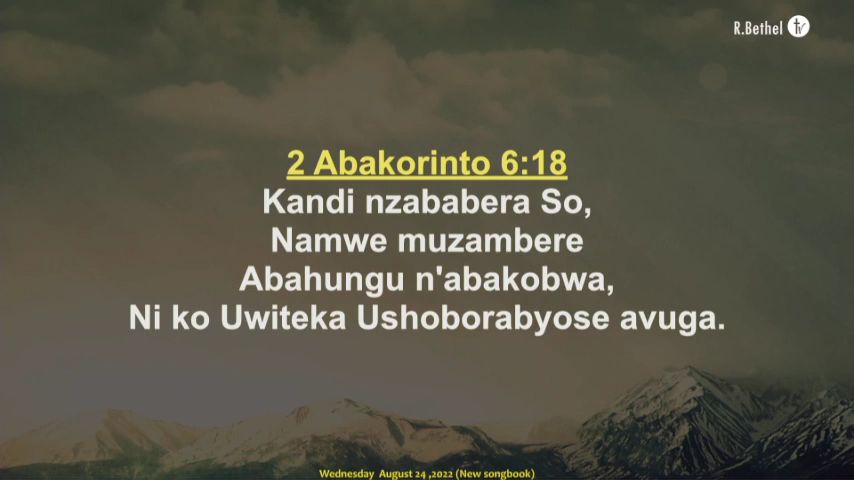 R.Bethel tv
2 Abakorinto 6:18
Kandi nzababera So,
Namwe muzambere
Abahungu n'abakobwa,
Ni ko Uwiteka Ushoborabyose avuga.
Wednesday August 24 ,2022 (New songbook)